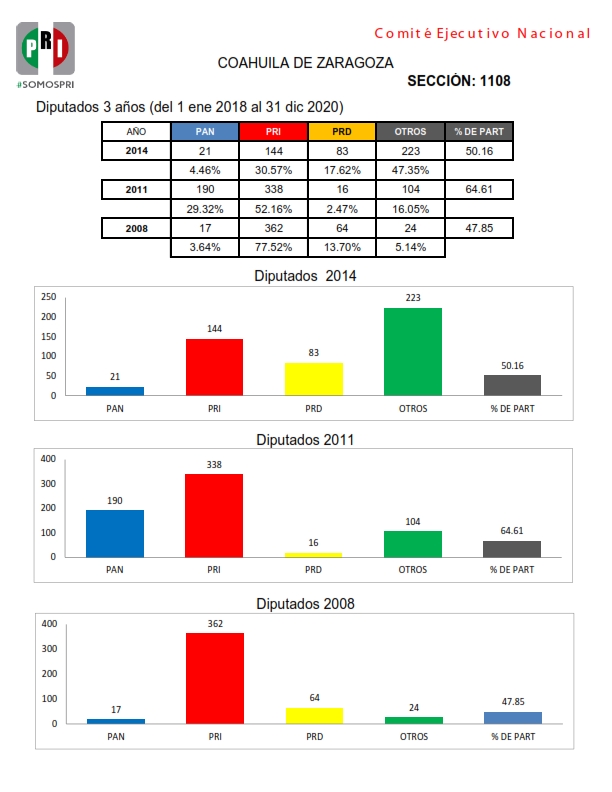 Comité Ejecutivo Nacional
PRI
#SOMOSPRI
COAHUILA DE ZARAGOZA
SECCIÓN: 1108
Diputados 3 años (del 1 ene 2018 al 31 dic 2020)
AÑO PAN PRI PRD OTROS % DE PART
2014 21 144 83 223 50.16
4.46% 30.57% 17.62% 47.35%
2011 190 338 16 104 64.61
29.32% 52.16% 2.47% 16.05%
2008 17 362 64 24 47.85
3.64% 77.52% 13.70% 5.14%
Diputados 2014
250
200
150
100
50
0
21 144 83 223 50.16
PAN PRI PRD OTROS % DE PART
Diputados 2011
400
300
200
100
0
190 338 16 104 64.61
PAN PRI PRD OTROS % DE PART
Diputados 2008
400
300
200
100
0
17 362 64 24 47.85
PAN PRI PRD OTROS % DE PART